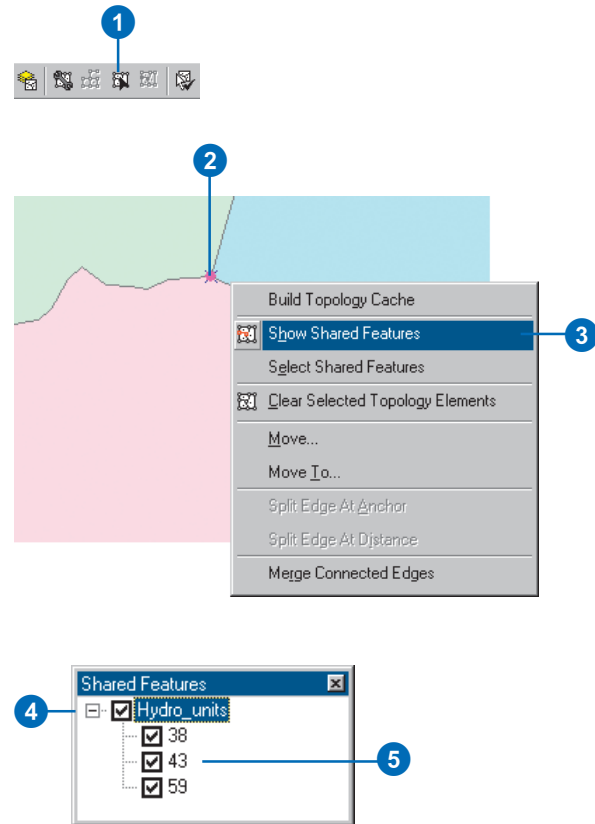 1
2
Build Topology Cache
Show Shared Features
3
Select Shared Features
Clear Selected Topology Elements
Move...
Move To...
Split Edge At Anchor
Split Edge At Distance
Merge Connected Edges
Shared Features
4
Hydro_units
38
43
5
59